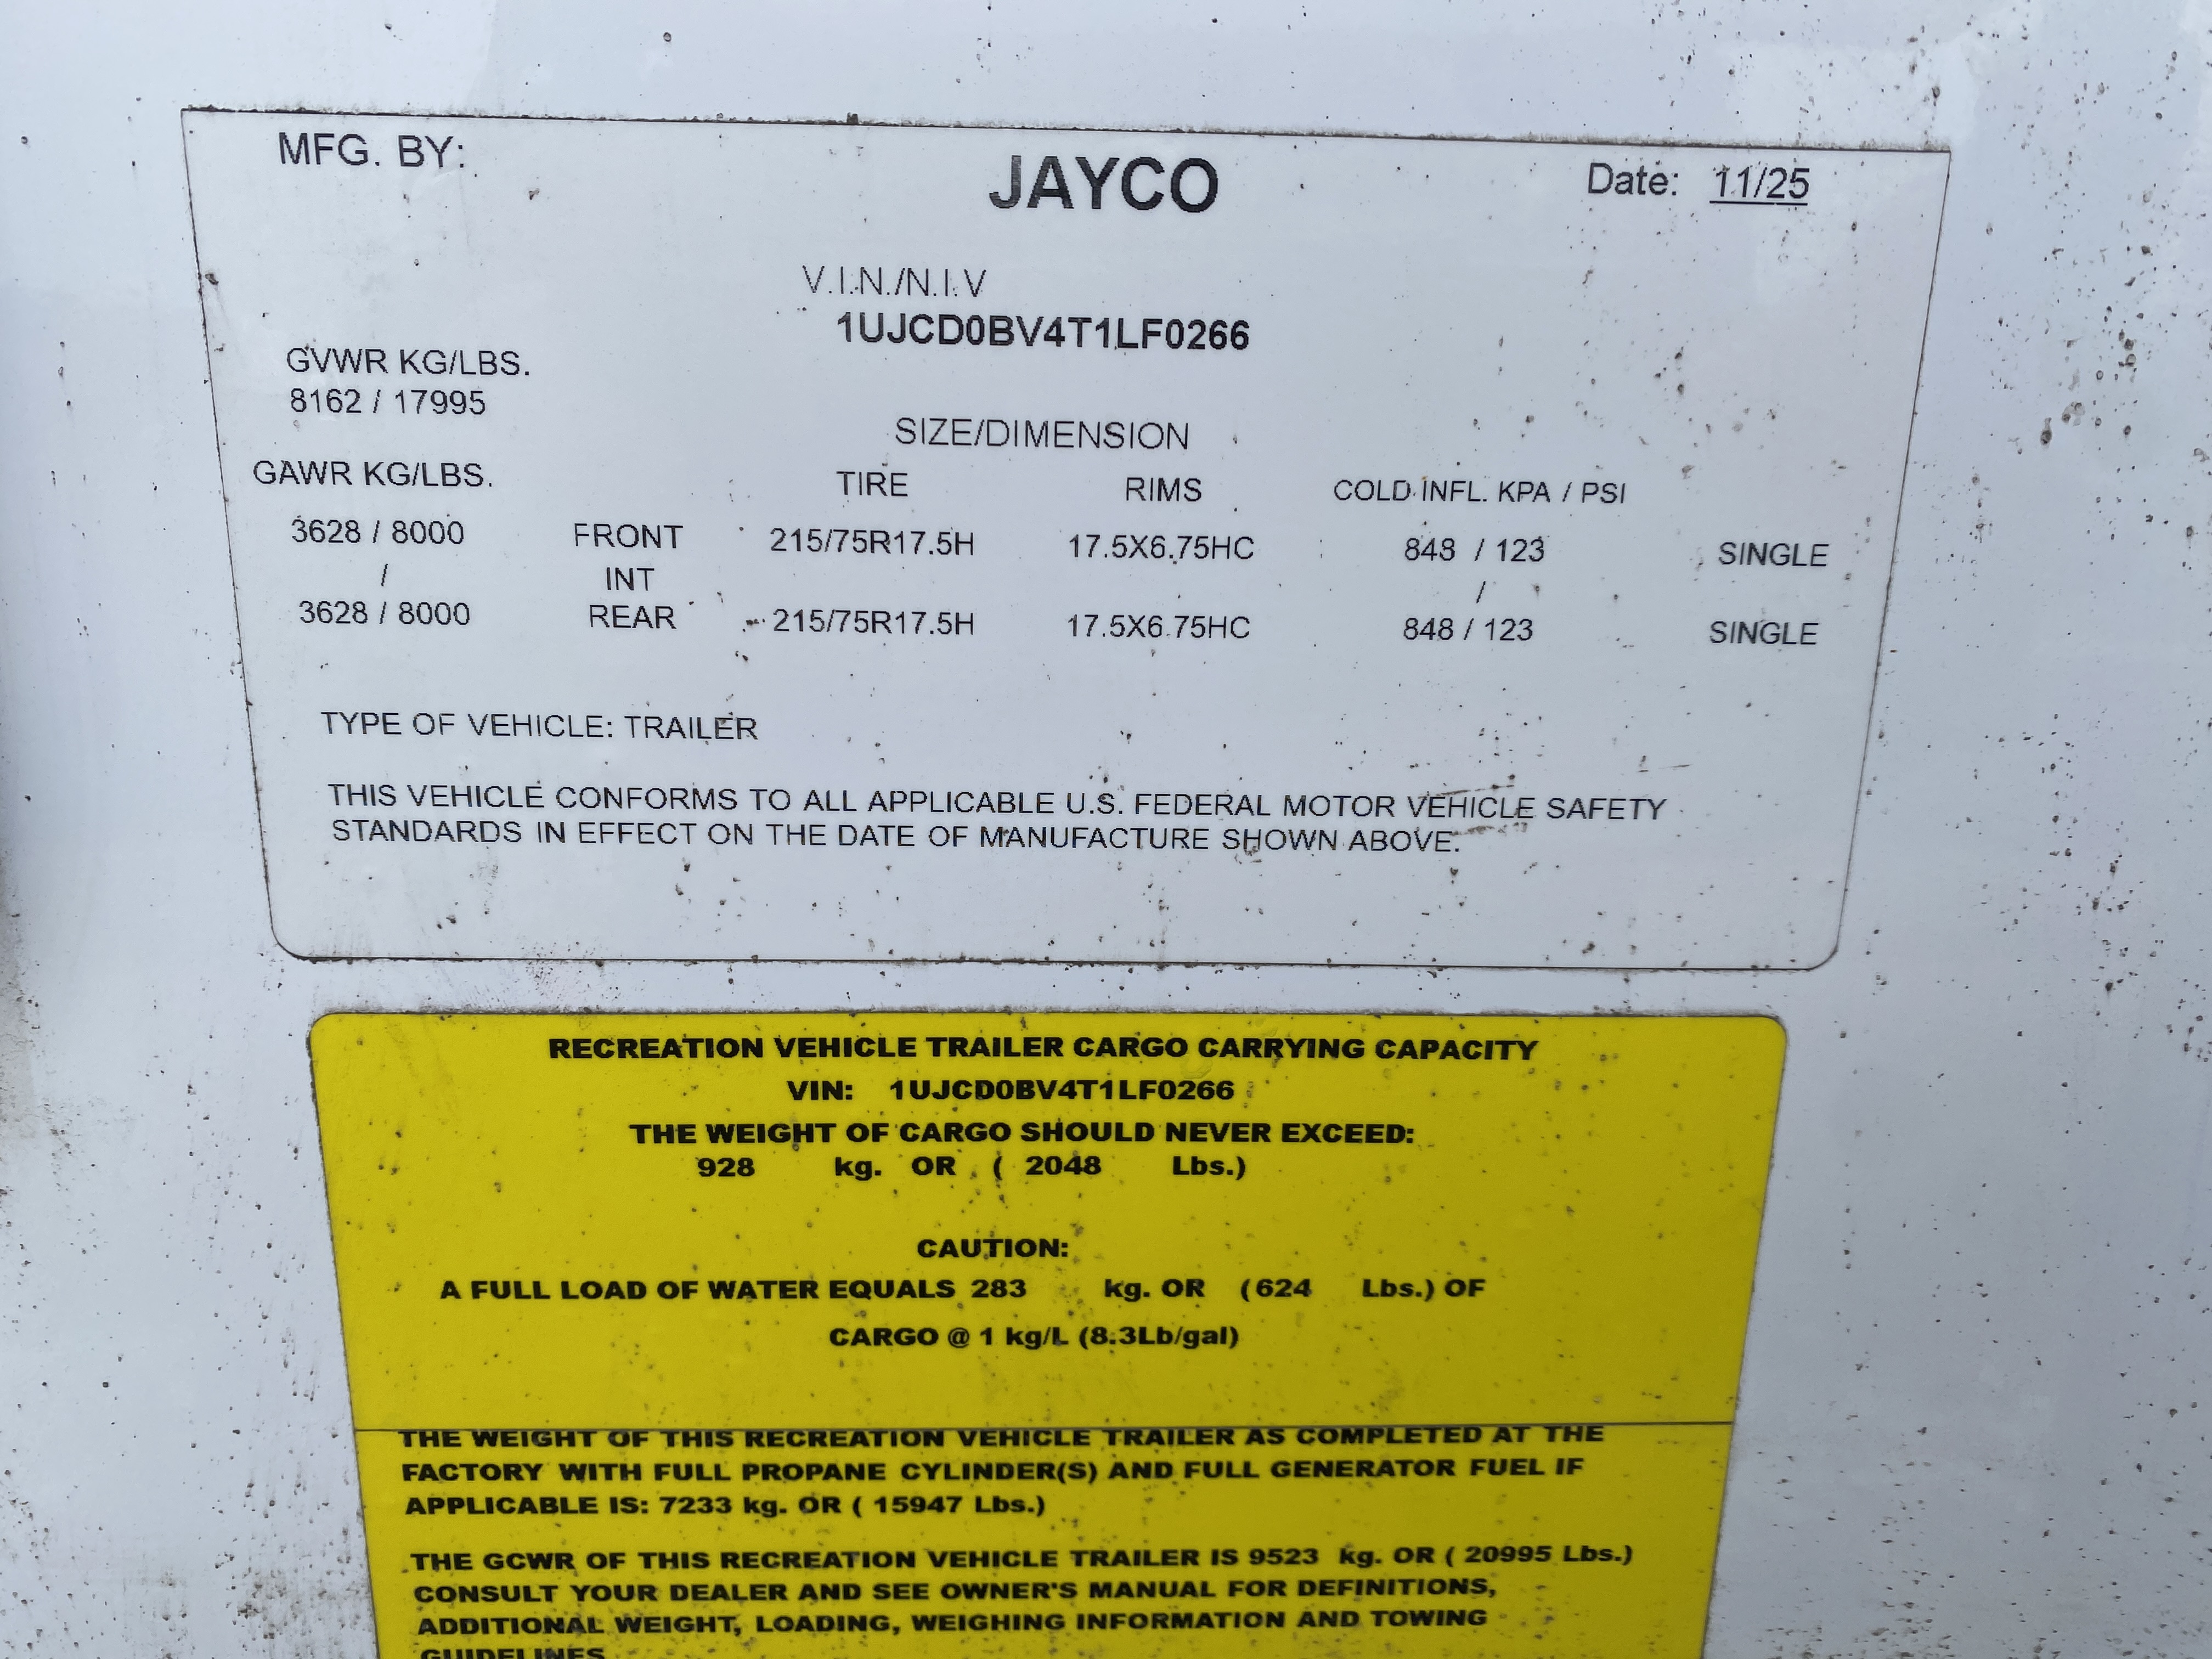 MFG. BY:
JAYCO
Date: 11/25
V.I.N./N.I.V
1UJCD0BV4T1LF0266
GVWR KG/LBS.
8162 / 17995
SIZE/DIMENSION
GAWR KG/LBS. TIRE RIMS COLD INFL. KPA / PSI
3628 / 8000 FRONT 215/75R17.5H 17.5X6.75HC 848 / 123 SINGLE
/ INT /
3628 / 8000 REAR 215/75R17.5H 17.5X6.75HC 848 / 123 SINGLE
TYPE OF VEHICLE: TRAILER
THIS VEHICLE CONFORMS TO ALL APPLICABLE U.S. FEDERAL MOTOR VEHICLE SAFETY
STANDARDS IN EFFECT ON THE DATE OF MANUFACTURE SHOWN ABOVE.
RECREATION VEHICLE TRAILER CARGO CARRYING CAPACITY
VIN: 1UJCD0BV4T1LF0266
THE WEIGHT OF CARGO SHOULD NEVER EXCEED:
928 kg. OR ( 2048 Lbs.)
CAUTION:
A FULL LOAD OF WATER EQUALS 283 kg. OR (624 Lbs.) OF
CARGO @ 1 kg/L (8.3Lb/gal)
THE WEIGHT OF THIS RECREATION VEHICLE TRAILER AS COMPLETED AT THE
FACTORY WITH FULL PROPANE CYLINDER(S) AND FULL GENERATOR FUEL IF
APPLICABLE IS: 7233 kg. OR ( 15947 Lbs.)
THE GCWR OF THIS RECREATION VEHICLE TRAILER IS 9523 kg. OR ( 20995 Lbs.)
CONSULT YOUR DEALER AND SEE OWNER'S MANUAL FOR DEFINITIONS,
ADDITIONAL WEIGHT, LOADING, WEIGHING INFORMATION AND TOWING
GUIDELINES